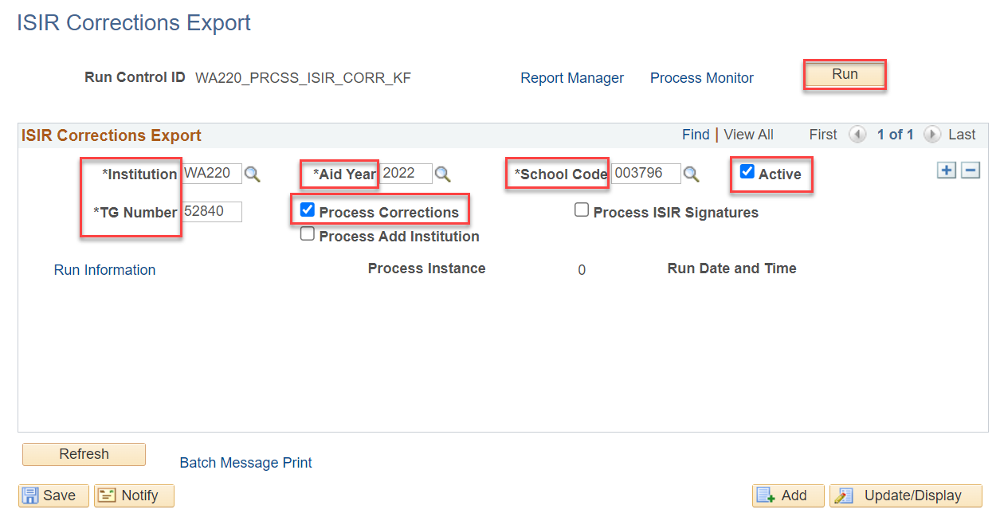 ISIR Corrections Export
Run Control ID WA220_PRCSS_ISIR_CORR_KF Report Manager Process Monitor Run
ISIR Corrections Export Find | View All First 1 of 1 Last
*Institution WA220 *Aid Year 2022 *School Code 003796 Active
*TG Number 52840 Process Corrections Process ISIR Signatures
Process Add Institution
Run Information Process Instance 0 Run Date and Time
Refresh Batch Message Print
Save Notify Add Update/Display